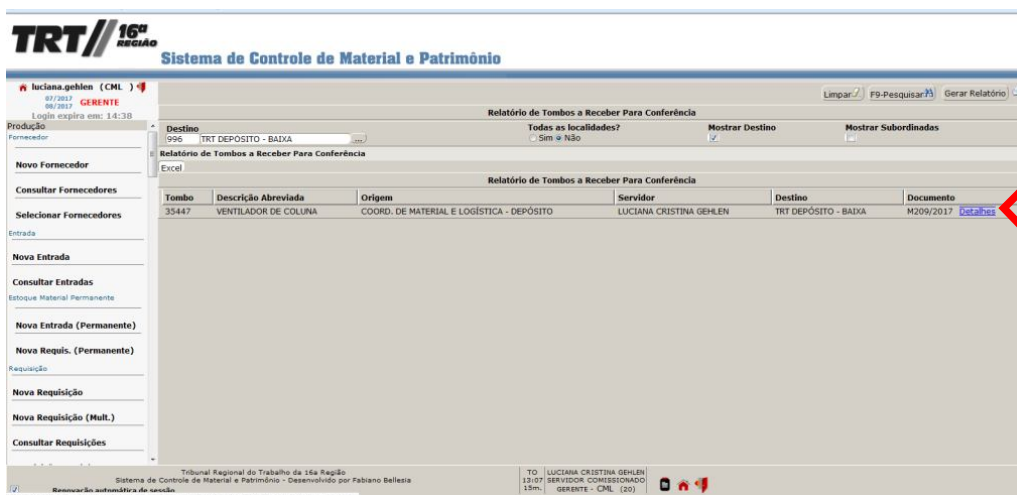 TRT 16ª REGIÃO
Sistema de Controle de Material e Patrimônio
luciana.gehlen (CML )
07/2017
08/2017 GERENTE
Login expira em: 14:38
Limpar F9-Pesquisar Gerar Relatório
Relatório de Tombos a Receber Para Conferência
Produção
Fornecedor
Novo Fornecedor
Consultar Fornecedores
Selecionar Fornecedores
Entrada
Nova Entrada
Consultar Entradas
Estoque Material Permanente
Nova Entrada (Permanente)
Nova Requis. (Permanente)
Requisição
Nova Requisição
Nova Requisição (Mult.)
Consultar Requisições
Destino Todas as localidades? Mostrar Destino Mostrar Subordinadas
996 TRT DEPÓSITO - BAIXA ... Sim Não
Relatório de Tombos a Receber Para Conferência
Excel
Relatório de Tombos a Receber Para Conferência
Tombo Descrição Abreviada Origem Servidor Destino Documento
35447 VENTILADOR DE COLUNA COORD. DE MATERIAL E LOGÍSTICA - DEPÓSITO LUCIANA CRISTINA GEHLEN TRT DEPÓSITO - BAIXA M209/2017 Detalhes
Tribunal Regional do Trabalho da 16a Região
Sistema de Controle de Material e Patrimônio - Desenvolvido por Fabiano Bellesia
Renovação automática de sessão
TO LUCIANA CRISTINA GEHLEN
13:07 SERVIDOR COMISSIONADO
15m. GERENTE - CML (20)